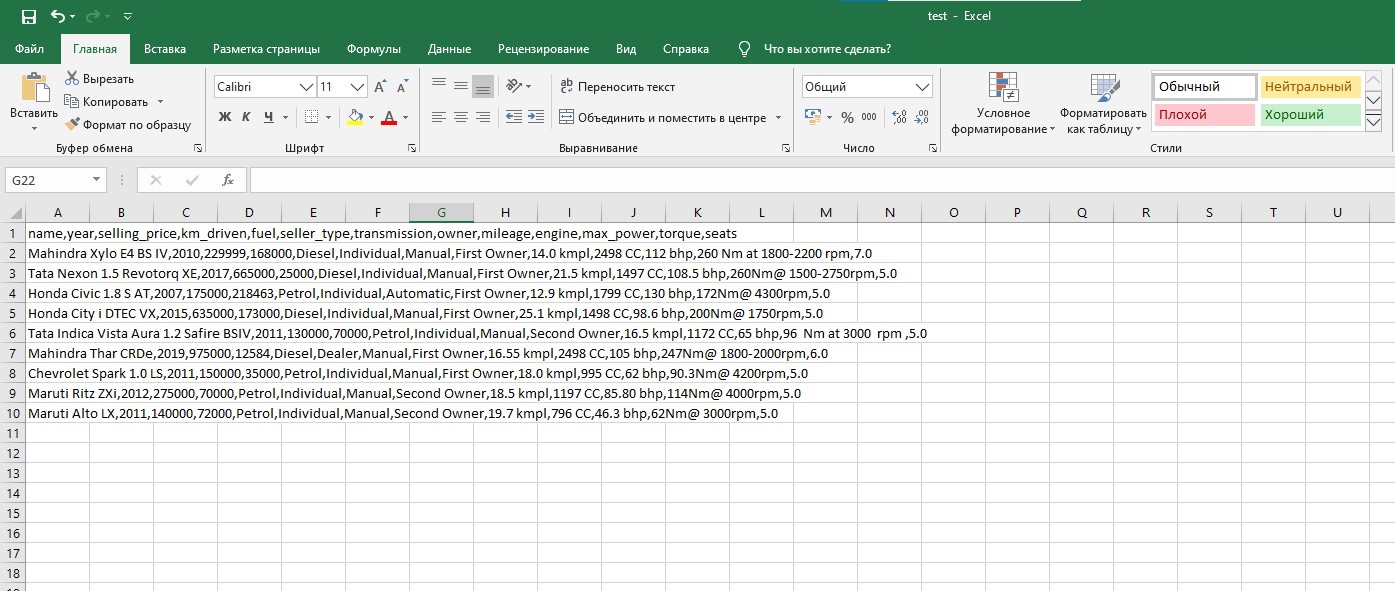 test - Excel
Файл Главная Вставка Разметка страницы Формулы Данные Рецензирование Вид Справка Что вы хотите сделать?
Вставить
Вырезать
Копировать
Формат по образцу
Буфер обмена
Calibri 11 A A
Ж К Ч А
Шрифт
ab Переносить текст
Объединить и поместить в центре
Выравнивание
Общий
% 000
Число
Условное форматирование
Форматировать как таблицу
Обычный Нейтральный
Плохой Хороший
Стили
G22 fx
A B C D E F G H I J K L M N O P Q R S T U
1 name,year,selling_price,km_driven,fuel,seller_type,transmission,owner,mileage,engine,max_power,torque,seats
2 Mahindra Xylo E4 BS IV,2010,229999,168000,Diesel,Individual,Manual,First Owner,14.0 kmpl,2498 CC,112 bhp,260 Nm at 1800-2200 rpm,7.0
3 Tata Nexon 1.5 Revotorq XE,2017,665000,25000,Diesel,Individual,Manual,First Owner,21.5 kmpl,1497 CC,108.5 bhp,260Nm@ 1500-2750rpm,5.0
4 Honda Civic 1.8 S AT,2007,175000,218463,Petrol,Individual,Automatic,First Owner,12.9 kmpl,1799 CC,130 bhp,172Nm@ 4300rpm,5.0
5 Honda City i DTEC VX,2015,635000,173000,Diesel,Individual,Manual,First Owner,25.1 kmpl,1498 CC,98.6 bhp,200Nm@ 1750rpm,5.0
6 Tata Indica Vista Aura 1.2 Safire BSIV,2011,130000,70000,Petrol,Individual,Manual,Second Owner,16.5 kmpl,1172 CC,65 bhp,96  Nm at 3000  rpm ,5.0
7 Mahindra Thar CRDe,2019,975000,12584,Diesel,Dealer,Manual,First Owner,16.55 kmpl,2498 CC,105 bhp,247Nm@ 1800-2000rpm,6.0
8 Chevrolet Spark 1.0 LS,2011,150000,35000,Petrol,Individual,Manual,First Owner,18.0 kmpl,995 CC,62 bhp,90.3Nm@ 4200rpm,5.0
9 Maruti Ritz ZXi,2012,275000,70000,Petrol,Individual,Manual,Second Owner,18.5 kmpl,1197 CC,85.80 bhp,114Nm@ 4000rpm,5.0
10 Maruti Alto LX,2011,140000,72000,Petrol,Individual,Manual,Second Owner,19.7 kmpl,796 CC,46.3 bhp,62Nm@ 3000rpm,5.0
11
12
13
14
15
16
17
18